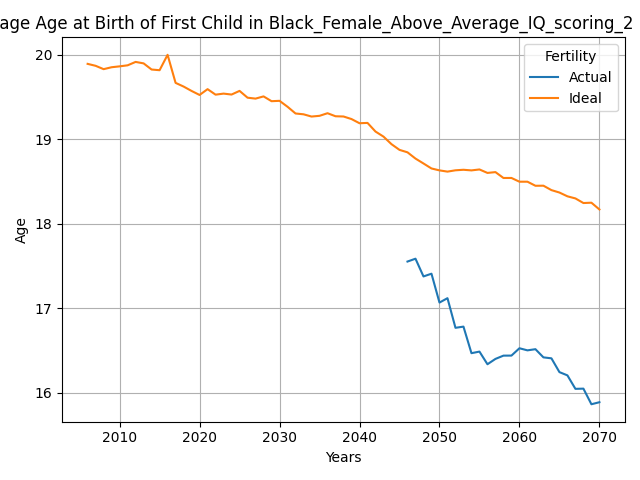 age Age at Birth of First Child in Black_Female_Above_Average_IQ_scoring_2
Fertility
Actual
Ideal
20
19
18
17
16
Age
2010 2020 2030 2040 2050 2060 2070
Years